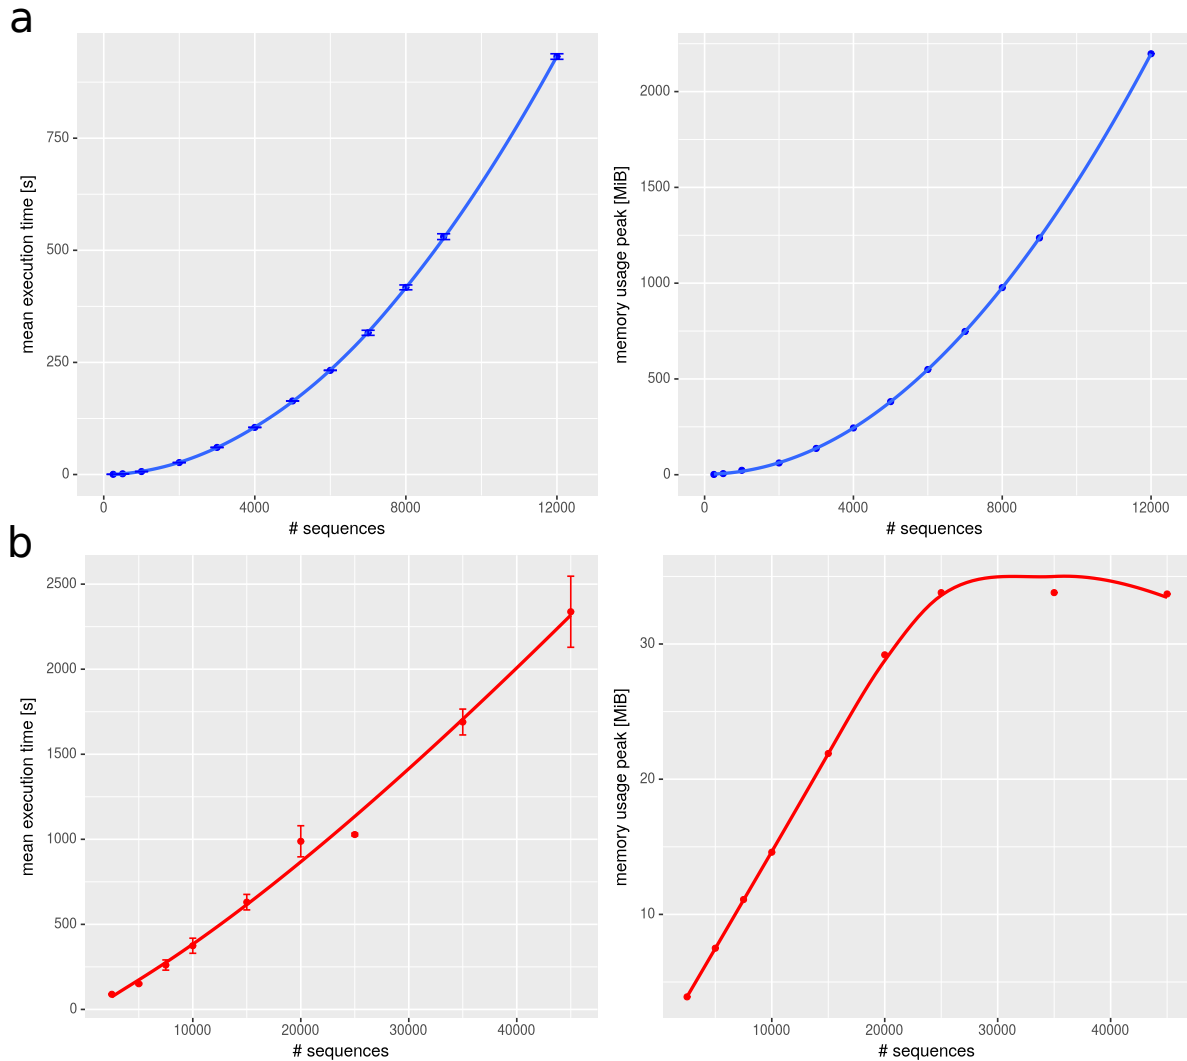 a
mean execution time [s]
750
500
250
0
0 4000 8000 12000
# sequences
memory usage peak [MiB]
2000
1500
1000
500
0
0 4000 8000 12000
# sequences
b
mean execution time [s]
2500
2000
1500
1000
500
0
10000 20000 30000 40000
# sequences
memory usage peak [MiB]
30
20
10
10000 20000 30000 40000
# sequences